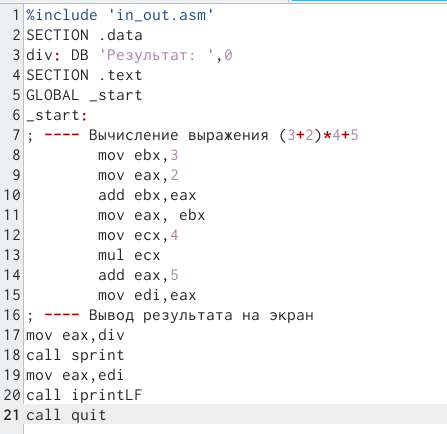 1 %include 'in_out.asm'
2 SECTION .data
3 div: DB 'Результат: ',0
4 SECTION .text
5 GLOBAL _start
6 _start:
7 ; ---- Вычисление выражения (3+2)*4+5
8 mov ebx,3
9 mov eax,2
10 add ebx,eax
11 mov eax, ebx
12 mov ecx,4
13 mul ecx
14 add eax,5
15 mov edi,eax
16 ; ---- Вывод результата на экран
17 mov eax,div
18 call sprint
19 mov eax,edi
20 call iprintLF
21 call quit